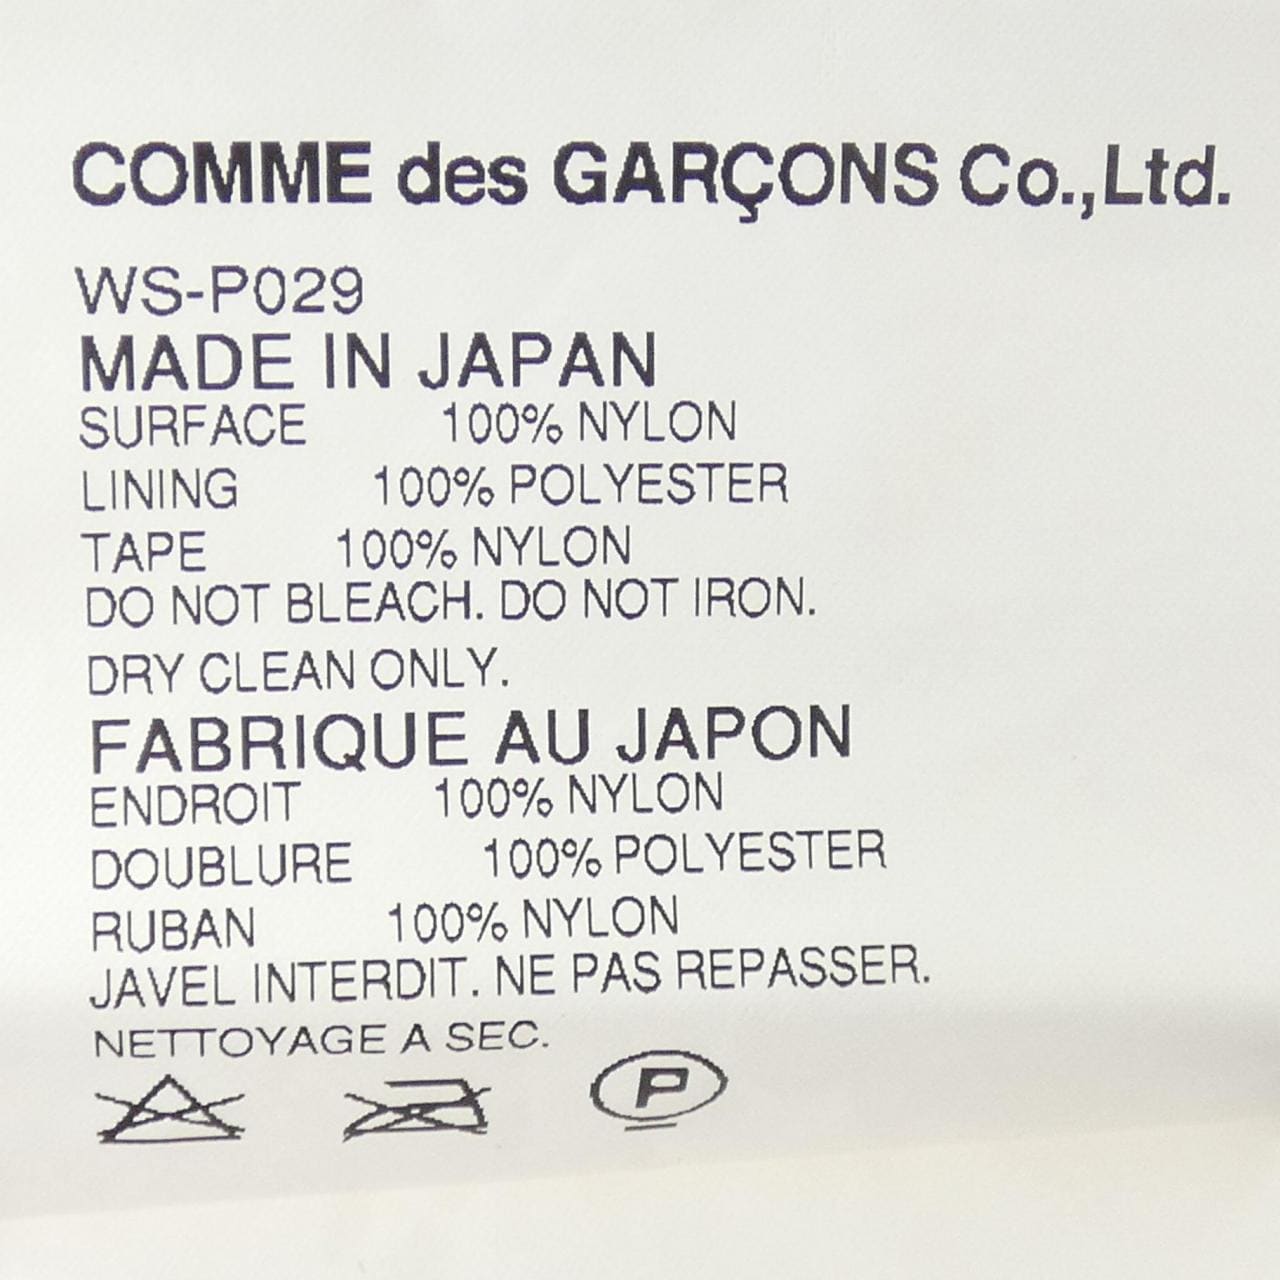 COMME des GARÇONS Co.,Ltd.
WS-P029
MADE IN JAPAN
SURFACE 100% NYLON
LINING 100% POLYESTER
TAPE 100% NYLON
DO NOT BLEACH. DO NOT IRON.
DRY CLEAN ONLY.
FABRIQUE AU JAPON
ENDROIT 100% NYLON
DOUBLURE 100% POLYESTER
RUBAN 100% NYLON
JAVEL INTERDIT. NE PAS REPASSER.
NETTOYAGE A SEC.
P